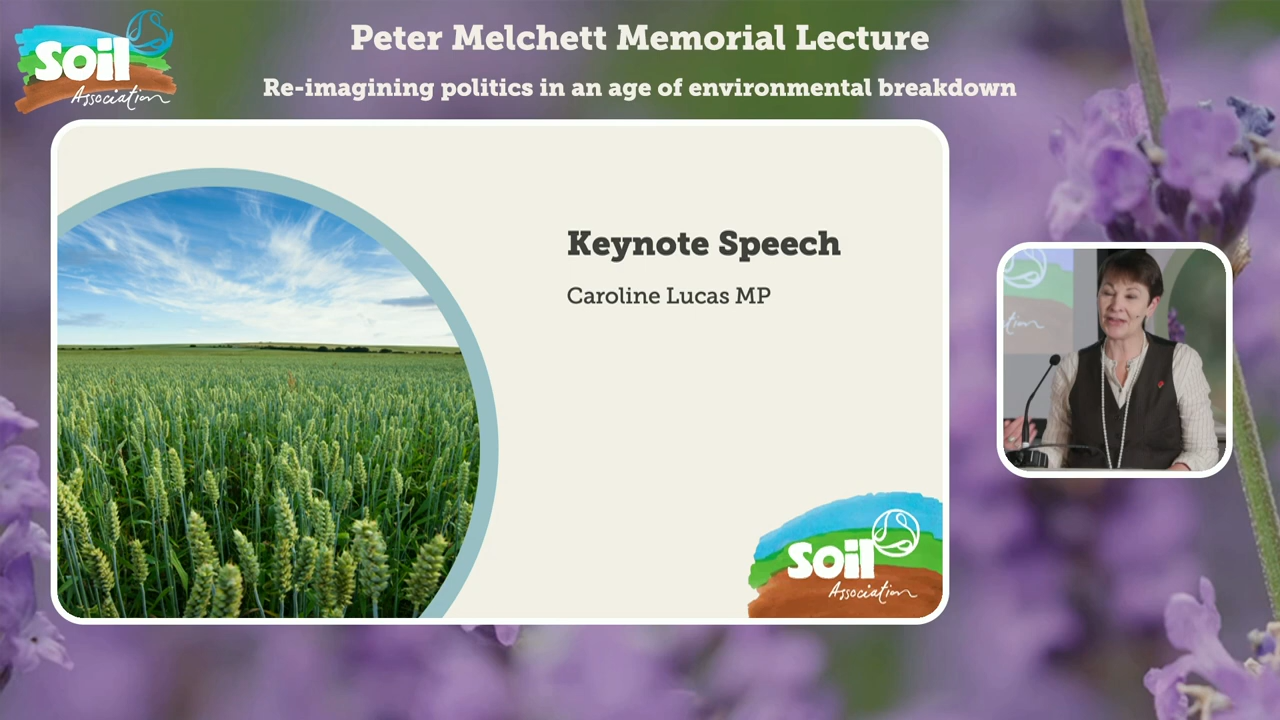 Soil
Association
Peter Melchett Memorial Lecture
Re-imagining politics in an age of environmental breakdown
Keynote Speech
Caroline Lucas MP
Soil
Association